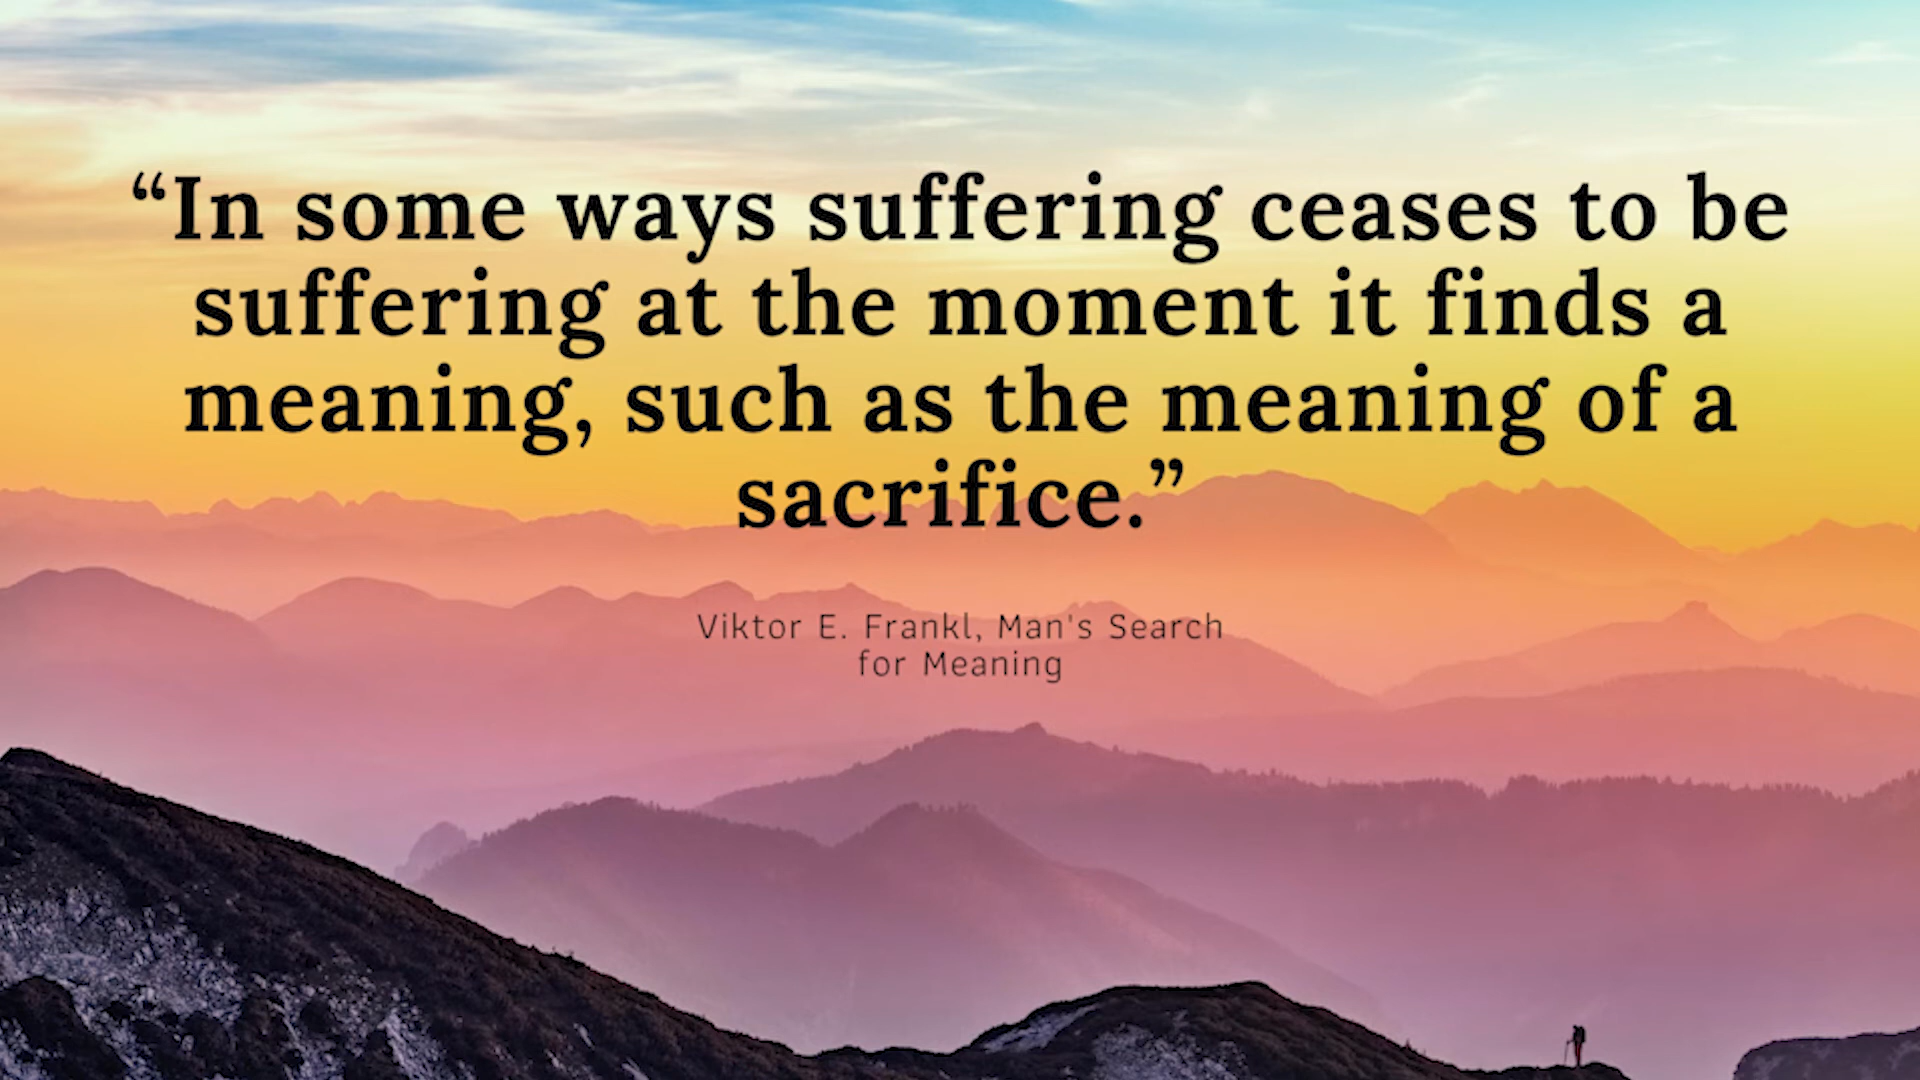 “In some ways suffering ceases to be
suffering at the moment it finds a
meaning, such as the meaning of a
sacrifice.”
Viktor E. Frankl, Man's Search
for Meaning